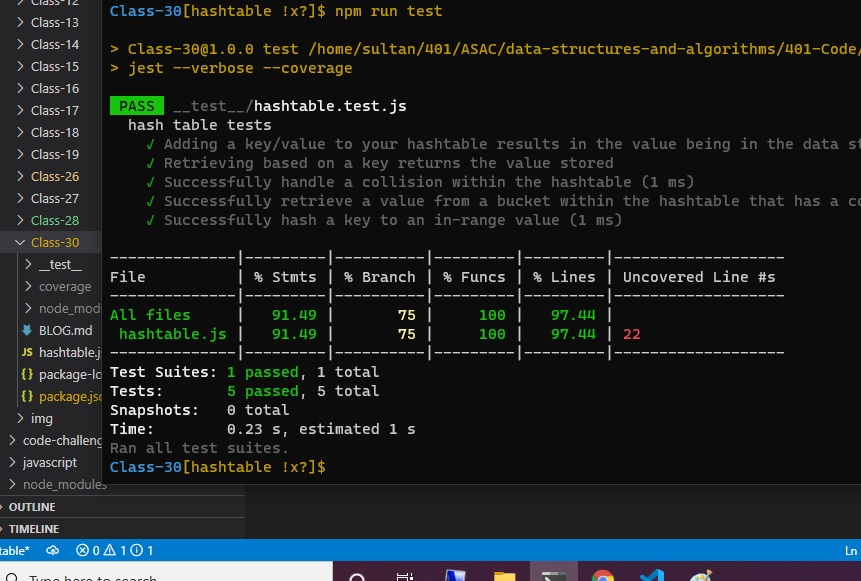 Class-12
Class-13
Class-14
Class-15
Class-16
Class-17
Class-18
Class-19
Class-26
Class-27
Class-28
Class-30
__test__
coverage
node_mod
BLOG.md
JS hashtable.j
{} package-lo
{} package.jso
img
code-challeng
javascript
node_modules
OUTLINE
TIMELINE
Class-30[hashtable !x?]$ npm run test
> Class-30@1.0.0 test /home/sultan/401/ASAC/data-structures-and-algorithms/401-Code/
> jest --verbose --coverage
PASS __test__/hashtable.test.js
hash table tests
√ Adding a key/value to your hashtable results in the value being in the data st
√ Retrieving based on a key returns the value stored
√ Successfully handle a collision within the hashtable (1 ms)
√ Successfully retrieve a value from a bucket within the hashtable that has a co
√ Successfully hash a key to an in-range value (1 ms)
--------------|---------|----------|---------|---------|-------------------
File | % Stmts | % Branch | % Funcs | % Lines | Uncovered Line #s
--------------|---------|----------|---------|---------|-------------------
All files | 91.49 | 75 | 100 | 97.44 |
hashtable.js | 91.49 | 75 | 100 | 97.44 | 22
--------------|---------|----------|---------|---------|-------------------
Test Suites: 1 passed, 1 total
Tests: 5 passed, 5 total
Snapshots: 0 total
Time: 0.23 s, estimated 1 s
Ran all test suites.
Class-30[hashtable !x?]$
table* 0 1 1 Ln
Type here to search